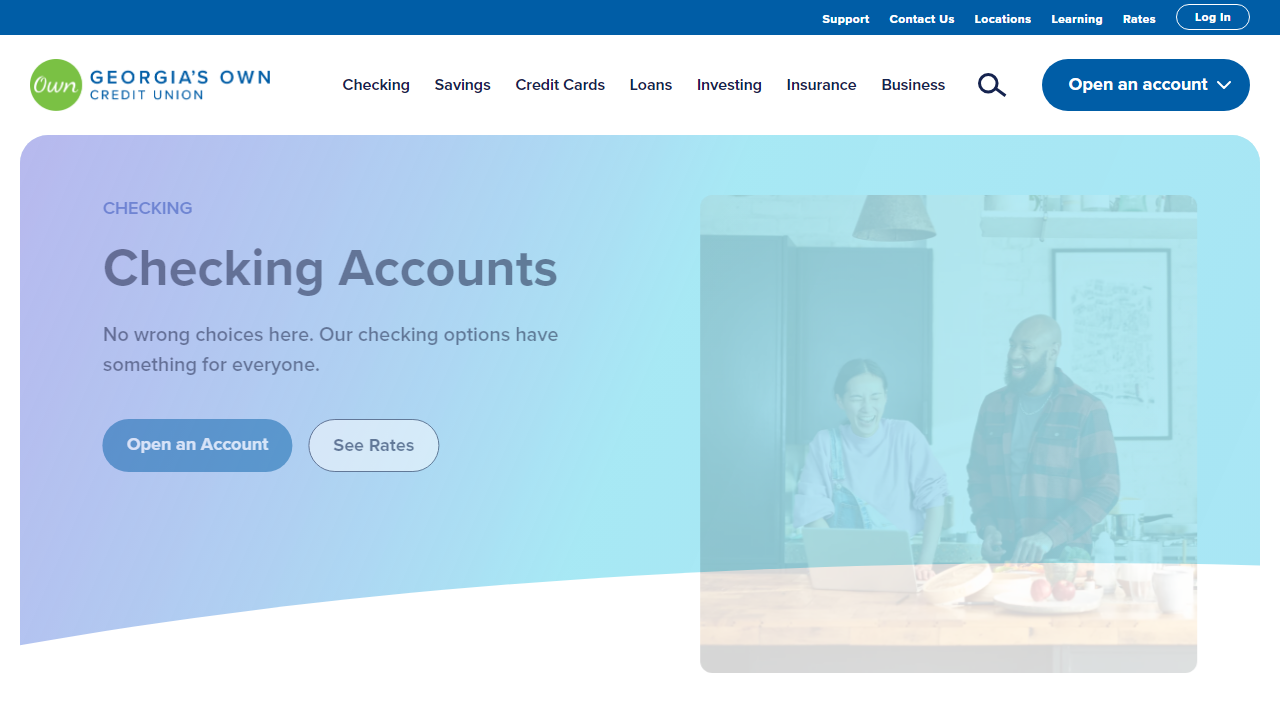 Support Contact Us Locations Learning Rates Log In
Own GEORGIA'S OWN
CREDIT UNION
Checking Savings Credit Cards Loans Investing Insurance Business Open an account
CHECKING
Checking Accounts
No wrong choices here. Our checking options have
something for everyone.
Open an Account See Rates